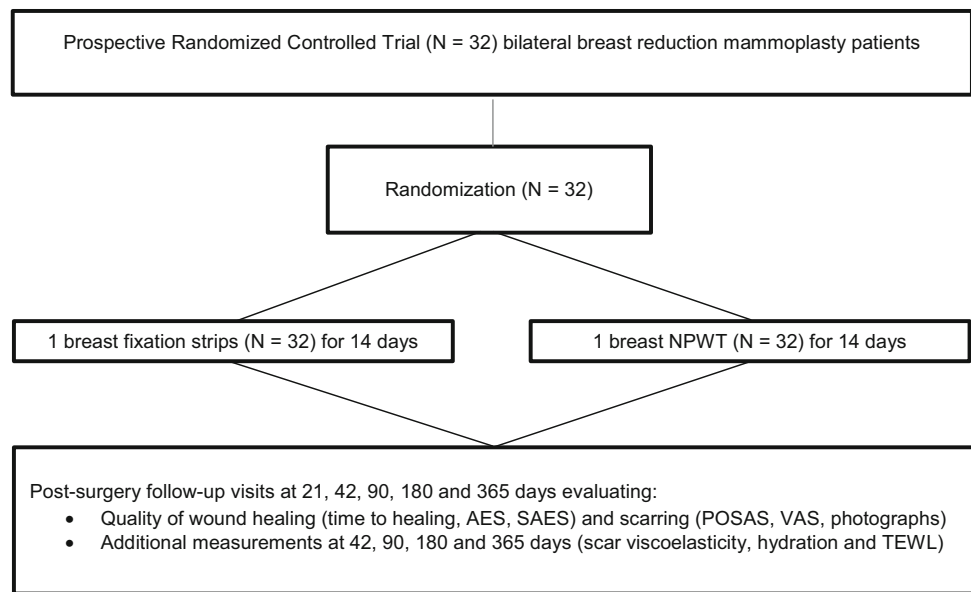 Prospective Randomized Controlled Trial (N = 32) bilateral breast reduction mammoplasty patients
Randomization (N = 32)
1 breast fixation strips (N = 32) for 14 days
1 breast NPWT (N = 32) for 14 days
Post-surgery follow-up visits at 21, 42, 90, 180 and 365 days evaluating:
• Quality of wound healing (time to healing, AES, SAES) and scarring (POSAS, VAS, photographs)
• Additional measurements at 42, 90, 180 and 365 days (scar viscoelasticity, hydration and TEWL)